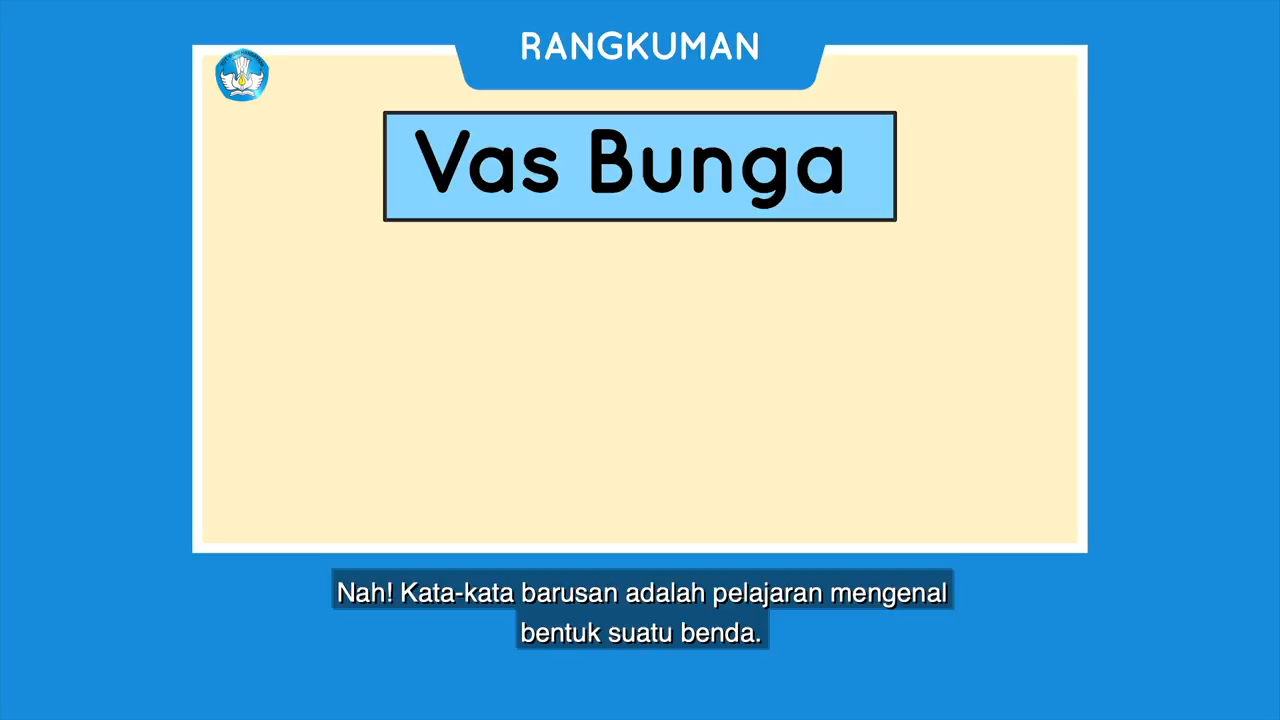 RANGKUMAN
Vas Bunga
Nah! Kata-kata barusan adalah pelajaran mengenal
bentuk suatu benda.